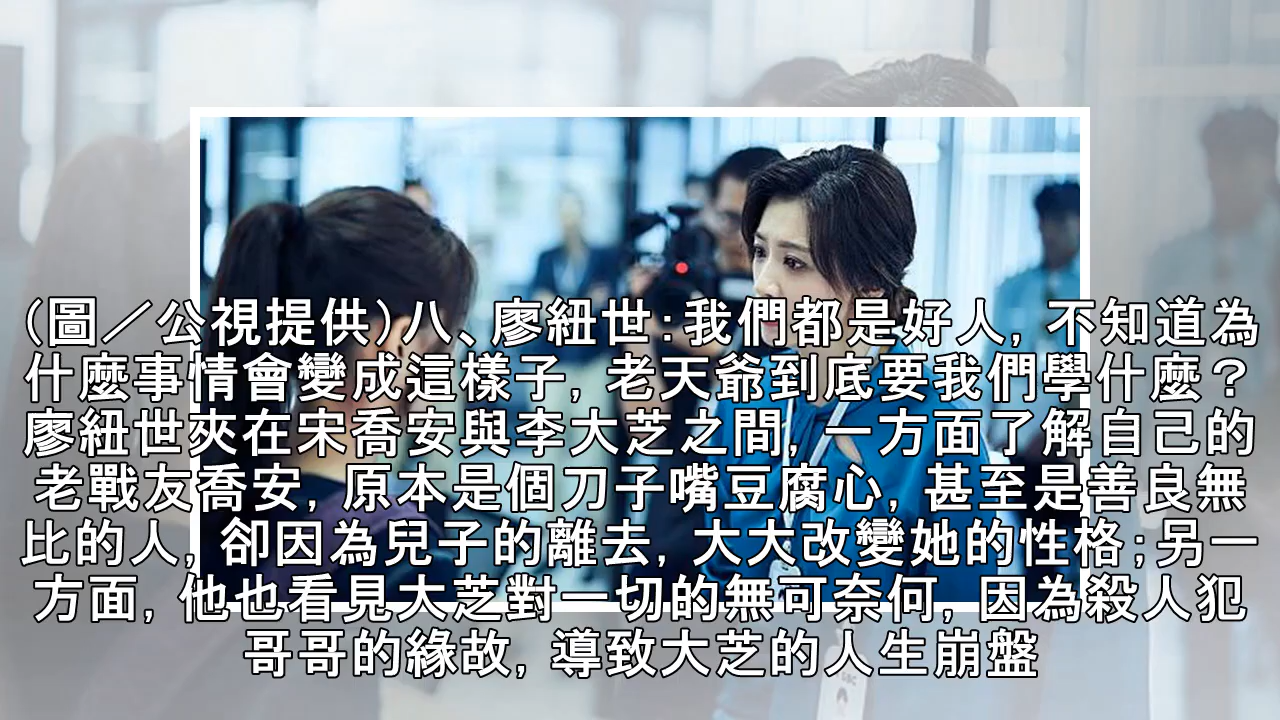 (圖／公視提供)八、廖紐世:我們都是好人, 不知道為
什麼事情會變成這樣子, 老天爺到底要我們學什麼？
廖紐世夾在宋喬安與李大芝之間, 一方面了解自己的
老戰友喬安, 原本是個刀子嘴豆腐心, 甚至是善良無
比的人, 卻因為兒子的離去, 大大改變她的性格;另一
方面, 他也看見大芝對一切的無可奈何, 因為殺人犯
哥哥的緣故, 導致大芝的人生崩盤